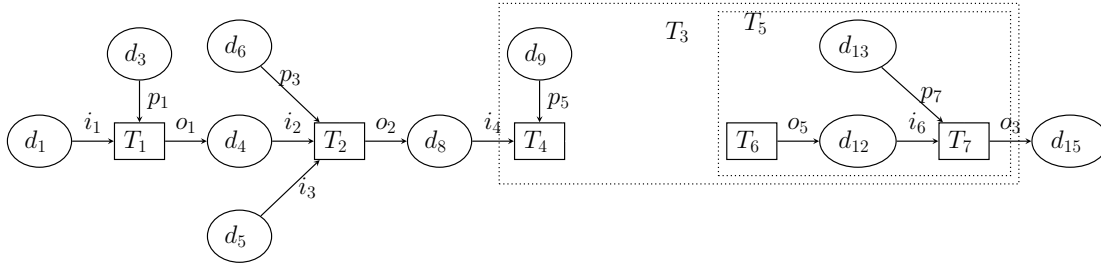 T₃
T₅
d₃
d₆
d₉
d₁₃
p₁
p₃
p₅
p₇
d₁
i₁
T₁
o₁
d₄
i₂
T₂
o₂
d₈
i₄
T₄
T₆
o₅
d₁₂
i₆
T₇
o₃
d₁₅
i₃
d₅